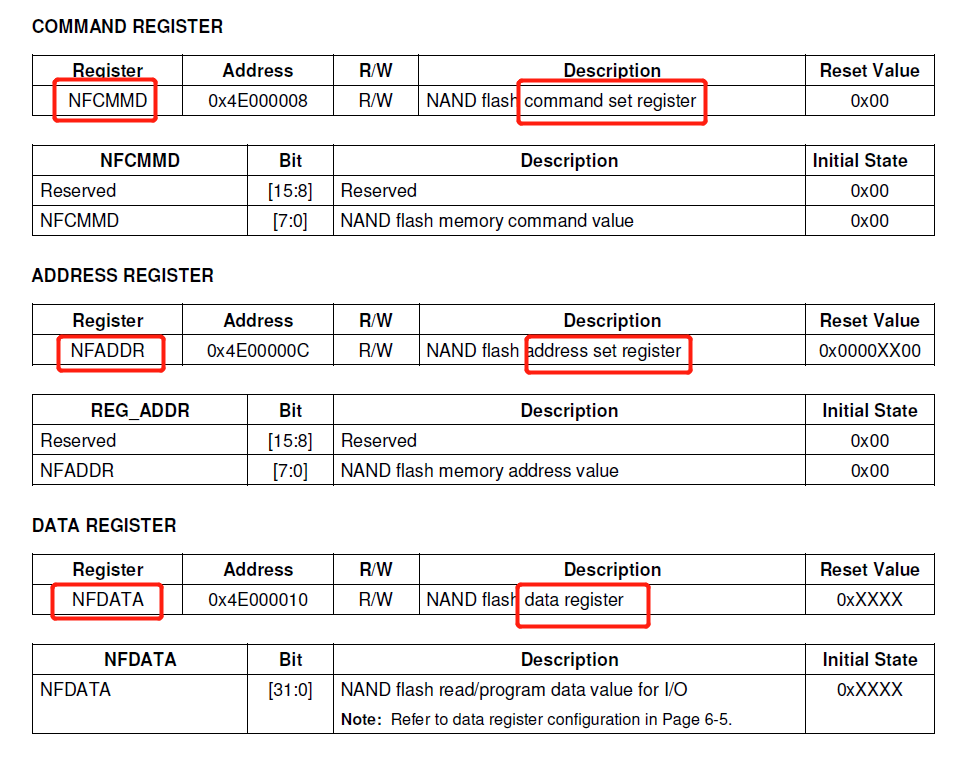 COMMAND REGISTER
Register Address R/W Description Reset Value
NFCMMD 0x4E000008 R/W NAND flash command set register 0x00
NFCMMD Bit Description Initial State
Reserved [15:8] Reserved 0x00
NFCMMD [7:0] NAND flash memory command value 0x00
ADDRESS REGISTER
Register Address R/W Description Reset Value
NFADDR 0x4E00000C R/W NAND flash address set register 0x0000XX00
REG_ADDR Bit Description Initial State
Reserved [15:8] Reserved 0x00
NFADDR [7:0] NAND flash memory address value 0x00
DATA REGISTER
Register Address R/W Description Reset Value
NFDATA 0x4E000010 R/W NAND flash data register 0xXXXX
NFDATA Bit Description Initial State
NFDATA [31:0] NAND flash read/program data value for I/O 0xXXXX
Note: Refer to data register configuration in Page 6-5.